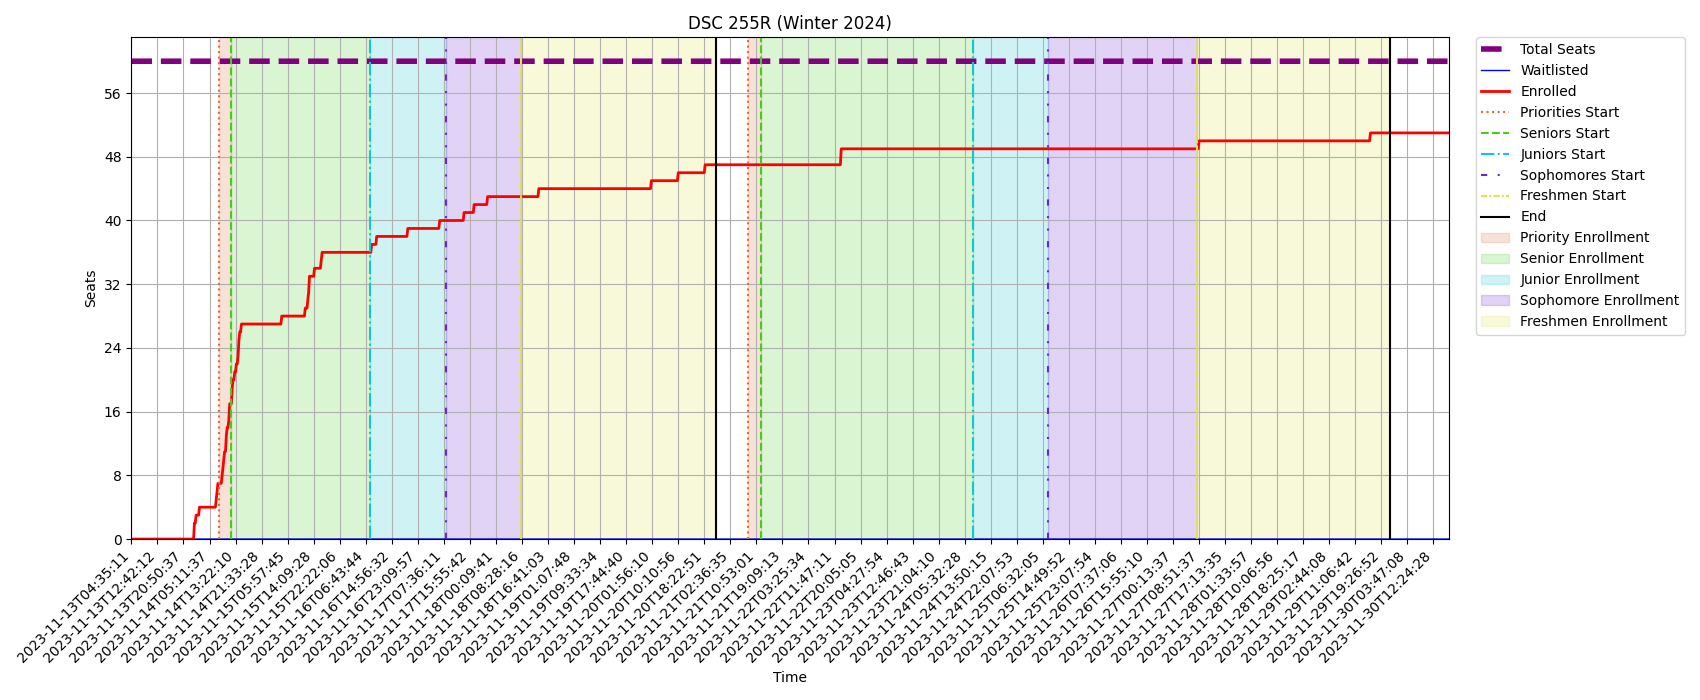 DSC 255R (Winter 2024)
Seats
56
48
40
32
24
16
8
0
2023-11-13T04:35:11
2023-11-13T12:42:12
2023-11-13T20:50:37
2023-11-14T05:11:37
2023-11-14T13:22:10
2023-11-14T21:33:28
2023-11-15T05:57:45
2023-11-15T14:09:28
2023-11-15T22:22:06
2023-11-16T06:43:44
2023-11-16T14:56:32
2023-11-16T23:09:57
2023-11-17T07:36:11
2023-11-17T15:55:42
2023-11-18T00:09:41
2023-11-18T08:28:16
2023-11-18T16:41:03
2023-11-19T01:07:48
2023-11-19T09:33:34
2023-11-19T17:44:40
2023-11-20T01:56:10
2023-11-20T10:10:56
2023-11-20T18:22:51
2023-11-21T02:36:35
2023-11-21T10:53:01
2023-11-21T19:09:13
2023-11-22T03:25:34
2023-11-22T11:47:11
2023-11-22T20:05:05
2023-11-23T04:27:54
2023-11-23T12:46:43
2023-11-23T21:04:10
2023-11-24T05:32:28
2023-11-24T13:50:15
2023-11-24T22:07:53
2023-11-25T06:32:05
2023-11-25T14:49:52
2023-11-25T23:07:54
2023-11-26T07:37:06
2023-11-26T15:55:10
2023-11-27T00:13:37
2023-11-27T08:51:37
2023-11-27T17:13:35
2023-11-28T01:33:57
2023-11-28T10:06:56
2023-11-28T18:25:17
2023-11-29T02:44:08
2023-11-29T11:06:42
2023-11-29T19:26:52
2023-11-30T03:47:08
2023-11-30T12:24:28
Time
Total Seats
Waitlisted
Enrolled
Priorities Start
Seniors Start
Juniors Start
Sophomores Start
Freshmen Start
End
Priority Enrollment
Senior Enrollment
Junior Enrollment
Sophomore Enrollment
Freshmen Enrollment